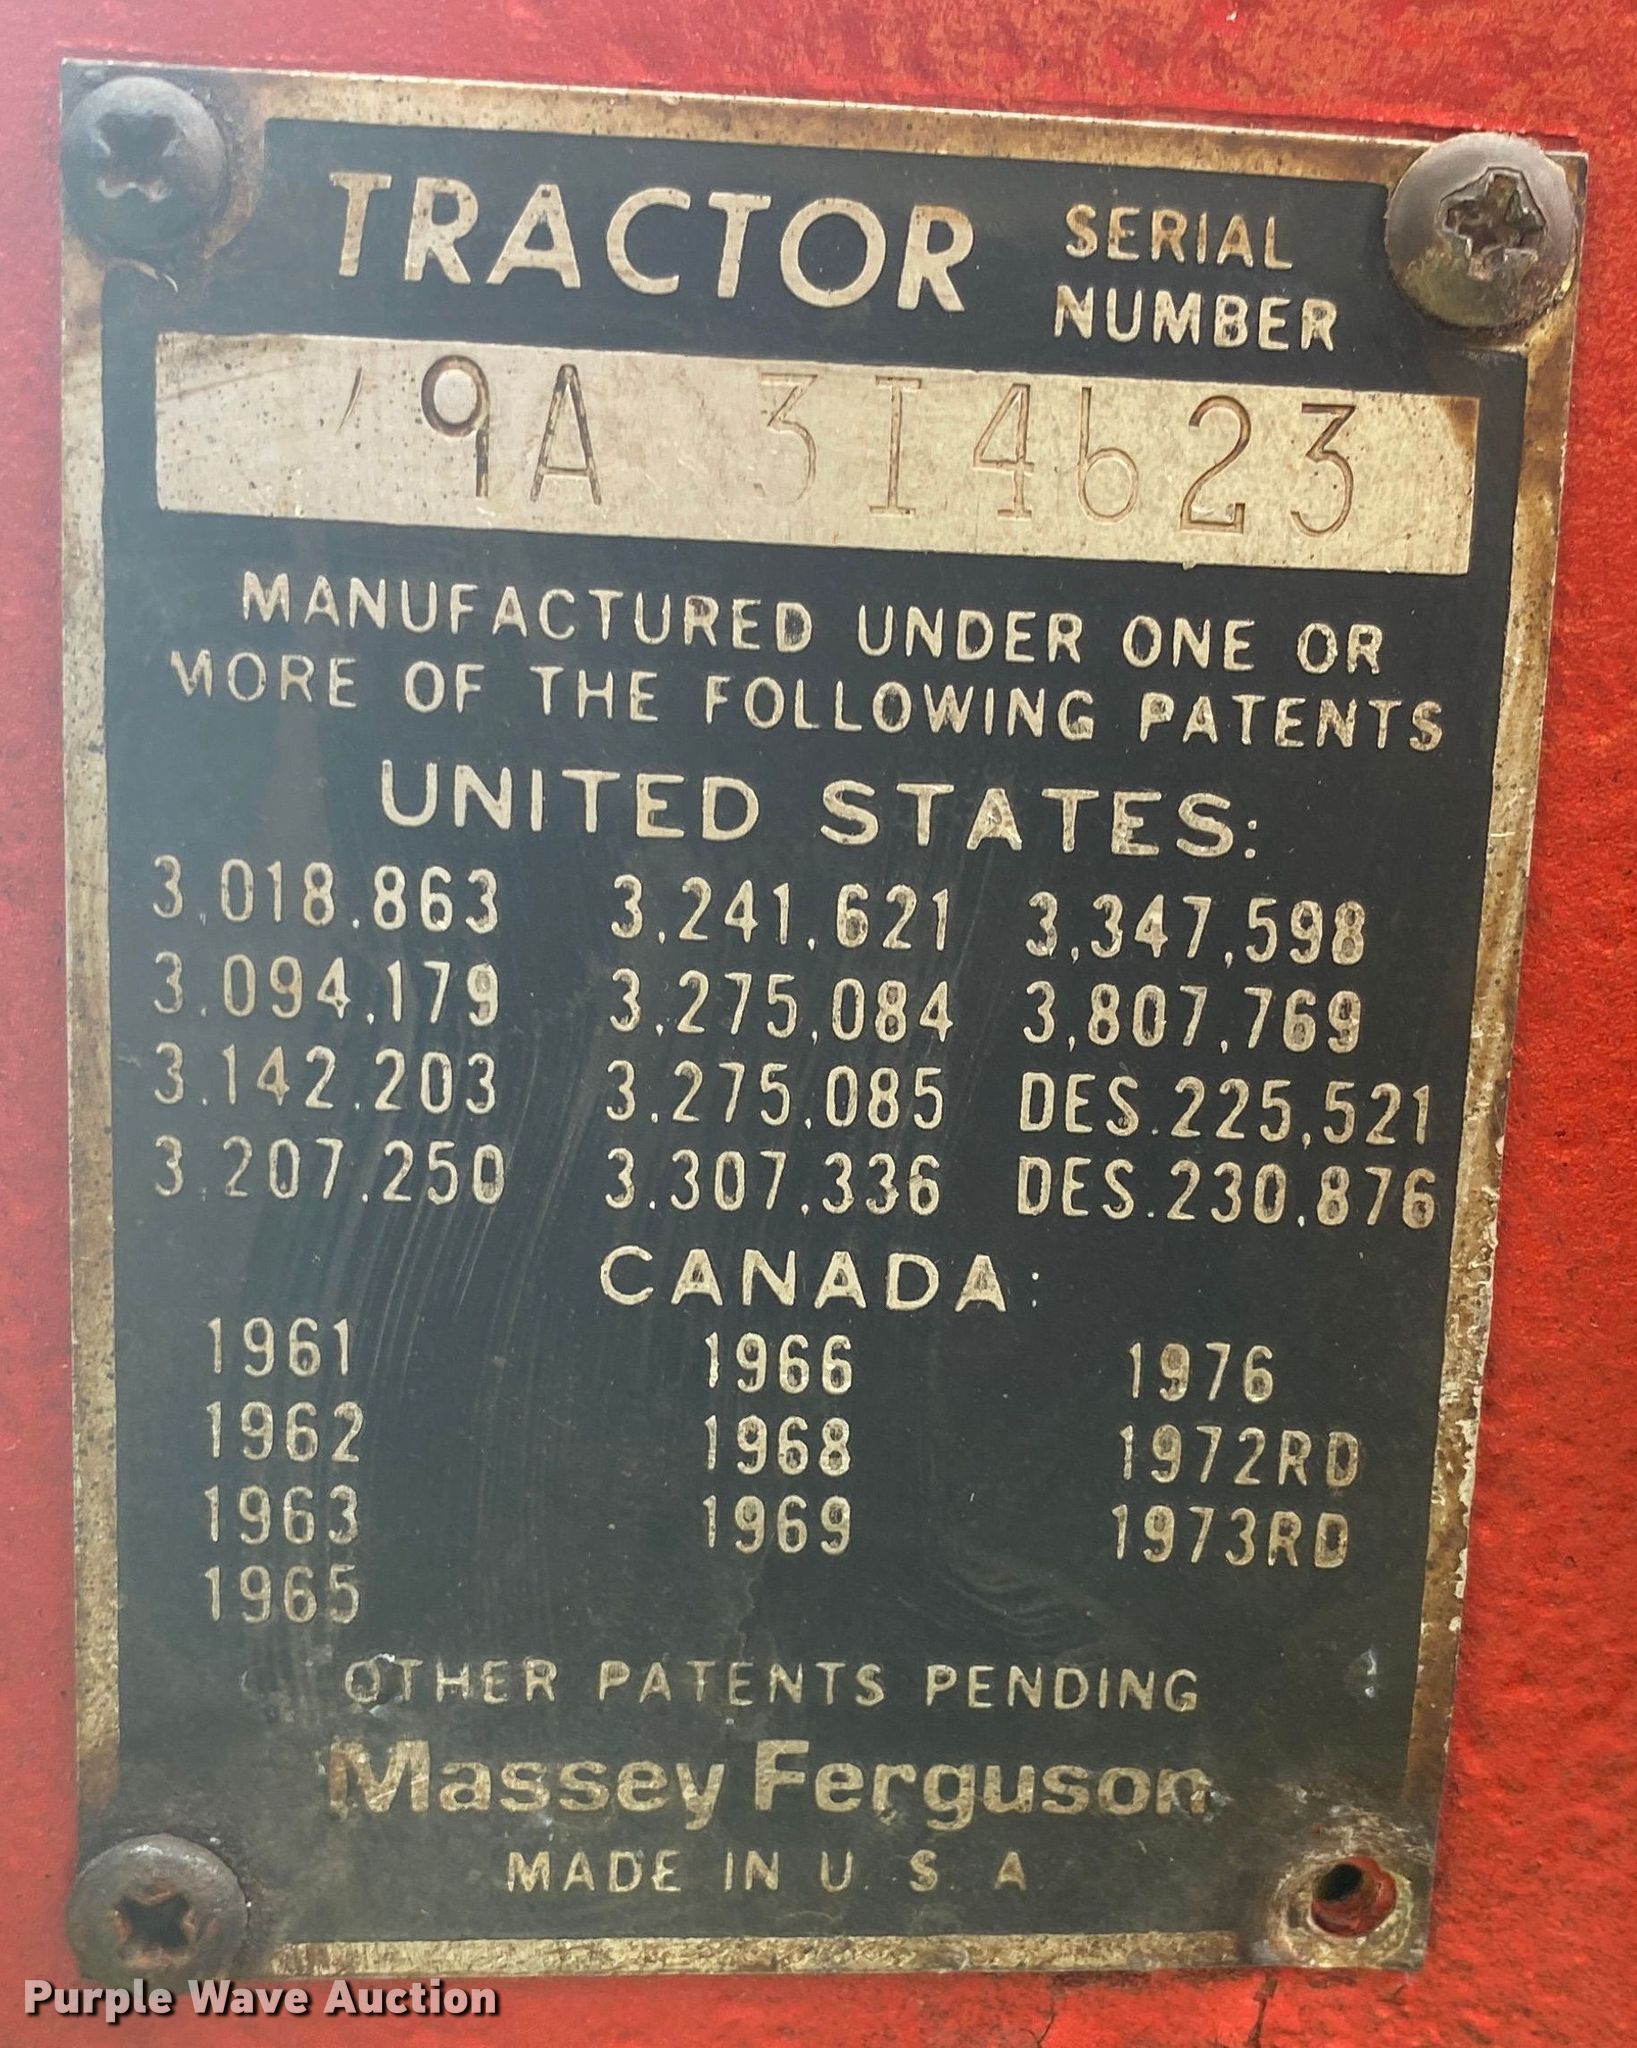 TRACTOR SERIAL NUMBER
9A 314623
MANUFACTURED UNDER ONE OR
MORE OF THE FOLLOWING PATENTS
UNITED STATES:
3,018,863 3,241,621 3,347,598
3,094,179 3,275,084 3,807,769
3,142,203 3,275,085 DES.225,521
3,207,250 3,307,336 DES.230,876
CANADA:
1961 1966 1976
1962 1968 1972RD
1963 1969 1973RD
1965
OTHER PATENTS PENDING
Massey Ferguson
MADE IN U.S.A
Purple Wave Auction